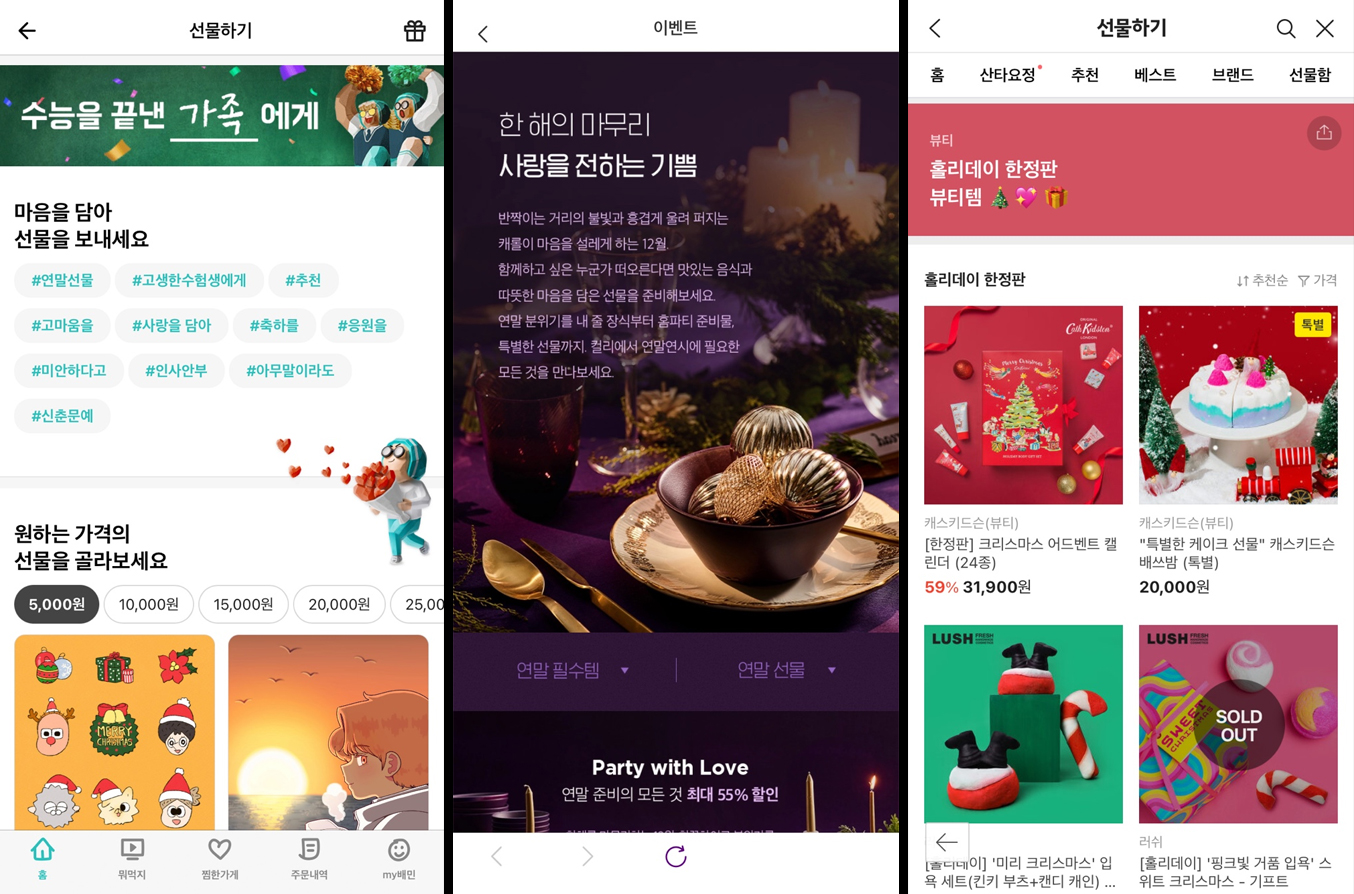 선물하기
수능을 끝낸 가족 에게
마음을 담아
선물을 보내세요
#연말선물 #고생한수험생에게 #추천
#고마움을 #사랑을 담아 #축하를 #응원을
#미안하다고 #인사안부 #아무말이라도
#신춘문예
원하는 가격의
선물을 골라보세요
5,000원 10,000원 15,000원 20,000원 25,00
MERRY
CHRISTMAS
홈 뭐먹지 찜한가게 주문내역 my배민
이벤트
한 해의 마무리
사랑을 전하는 기쁨
반짝이는 거리의 불빛과 흥겹게 울려 퍼지는
캐롤이 마음을 설레게 하는 12월.
함께하고 싶은 누군가 떠오른다면 맛있는 음식과
따뜻한 마음을 담은 선물을 준비해보세요.
연말 분위기를 내 줄 장식부터 홈파티 준비물,
특별한 선물까지. 컬리에서 연말연시에 필요한
모든 것을 만나보세요.
연말 필수템 연말 선물
Party with Love
연말 준비의 모든 것 최대 55% 할인
선물하기
홈 산타요정 추천 베스트 브랜드 선물함
뷰티
홀리데이 한정판
뷰티템
홀리데이 한정판
추천순 가격
ORIGINAL
Cath Kidston
LONDON
Merry Christmas
톡별
캐스키드슨(뷰티)
[한정판] 크리스마스 어드벤트 캘
린더 (24종)
59% 31,900원
캐스키드슨(뷰티)
"특별한 케이크 선물" 캐스키드슨
배쓰밤 (톡별)
20,000원
LUSH FRESH
[홀리데이] '미리 크리스마스' 입
욕 세트(킨키 부츠+캔디 캐인) ...
LUSH FRESH
SWEET
CHRISTMAS
SOLD
OUT
러쉬
[홀리데이] '핑크빛 거품 입욕' 스
위트 크리스마스 - 기프트